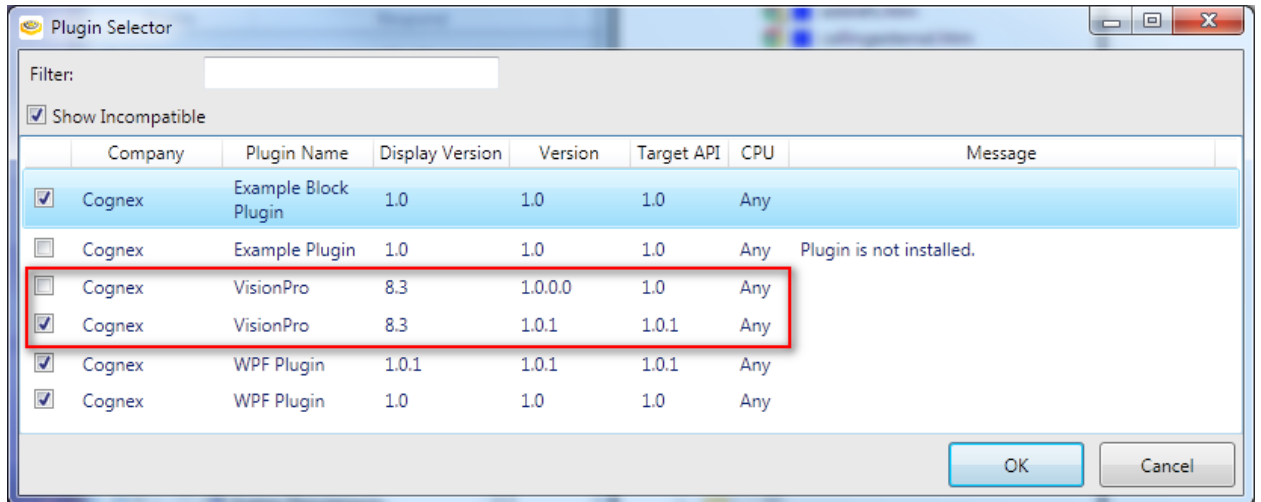 Plugin Selector
Filter:
Show Incompatible
Company Plugin Name Display Version Version Target API CPU Message
Cognex Example Block Plugin 1.0 1.0 1.0 Any
Cognex Example Plugin 1.0 1.0 1.0 Any Plugin is not installed.
Cognex VisionPro 8.3 1.0.0.0 1.0 Any
Cognex VisionPro 8.3 1.0.1 1.0.1 Any
Cognex WPF Plugin 1.0.1 1.0.1 1.0.1 Any
Cognex WPF Plugin 1.0 1.0 1.0 Any
OK Cancel